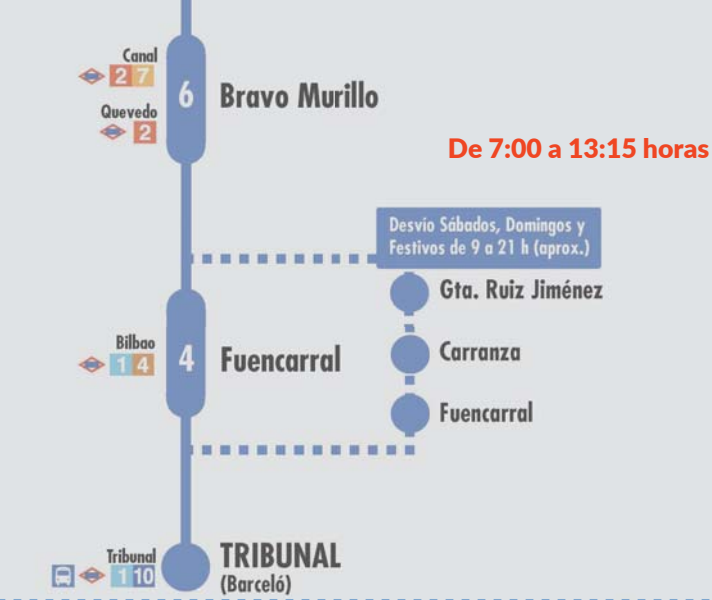 Canal
2 7
Quevedo
2
6
Bravo Murillo
De 7:00 a 13:15 horas
Desvío Sábados, Domingos y
Festivos de 9 a 21 h (aprox.)
Gta. Ruiz Jiménez
Bilbao
1 4
4
Fuencarral
Carranza
Fuencarral
Tribunal
1 10
TRIBUNAL
(Barceló)